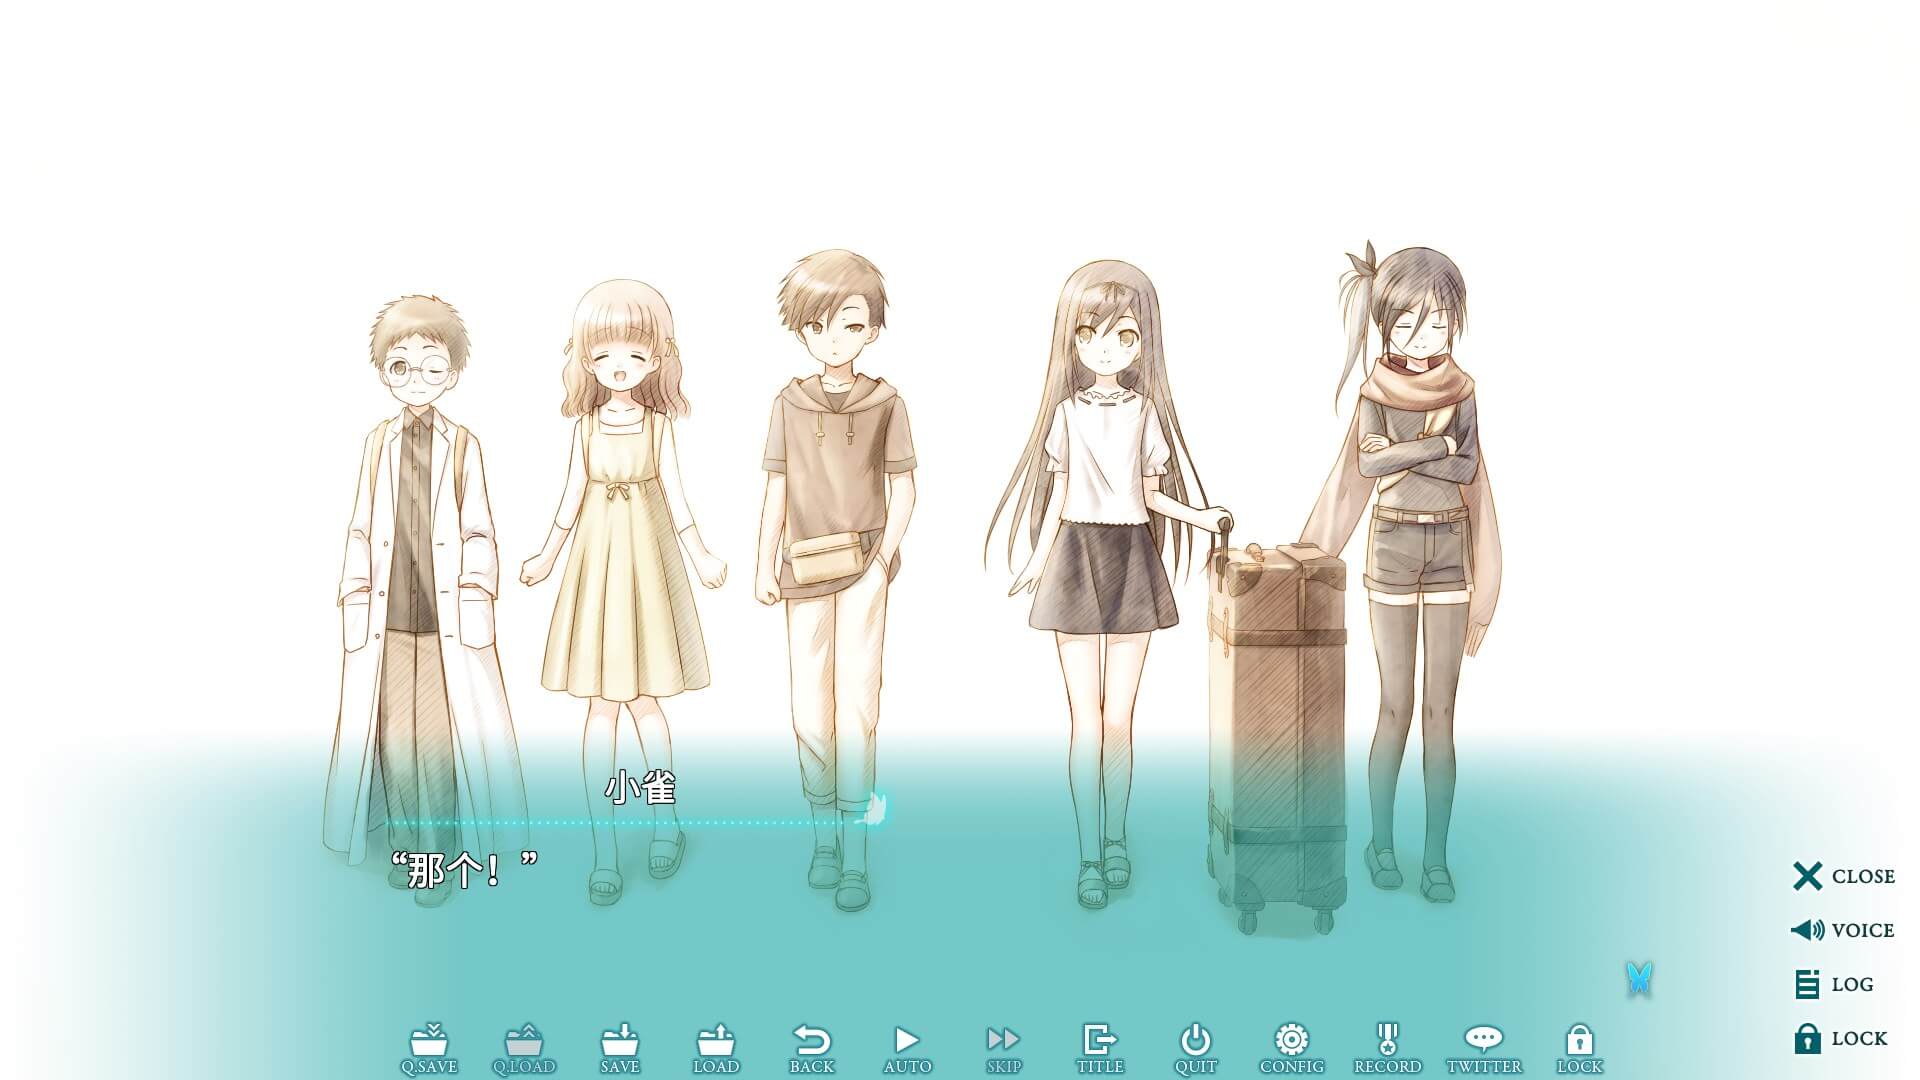 小雀
“那个！”
CLOSE
VOICE
LOG
LOCK
Q.SAVE
Q.LOAD
SAVE
LOAD
BACK
AUTO
SKIP
TITLE
QUIT
CONFIG
RECORD
TWITTER
LOCK